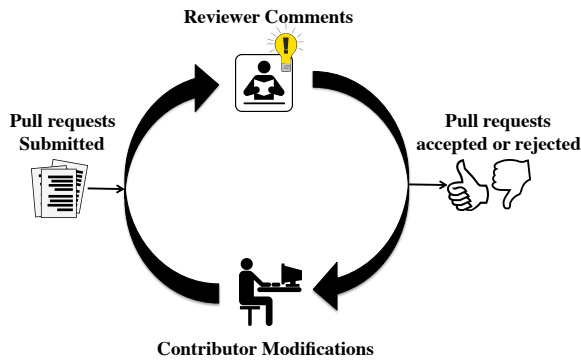 Reviewer Comments
Pull requests
Submitted
Pull requests
accepted or rejected
Contributor Modifications